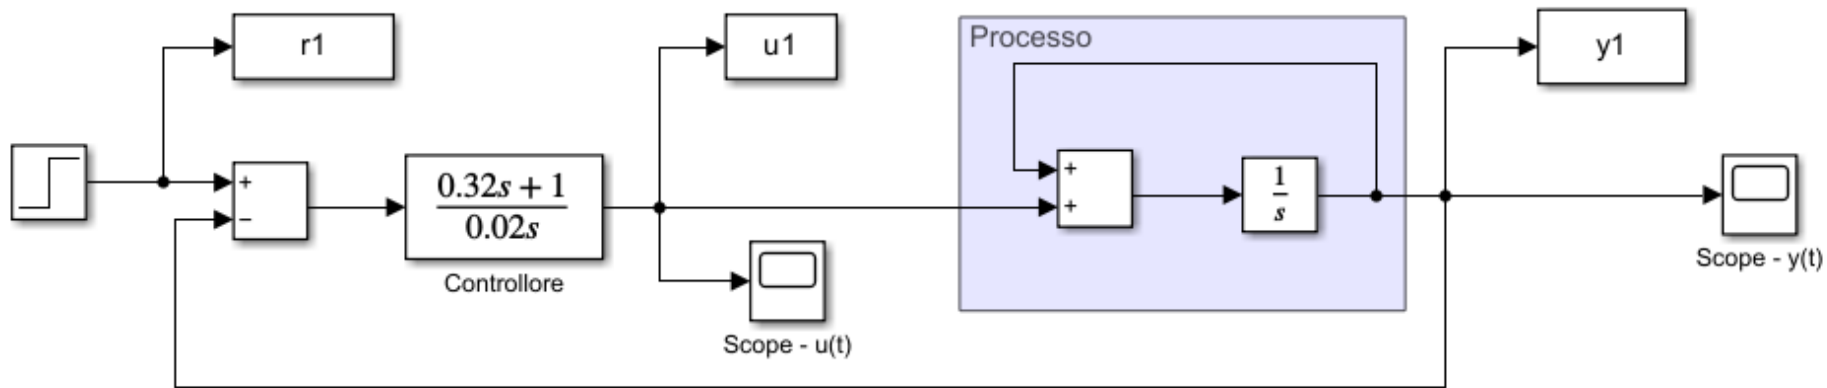 r1
u1
Processo
y1
+
−
0.32s + 1
0.02s
Controllore
+
+
1
s
Scope - u(t)
Scope - y(t)